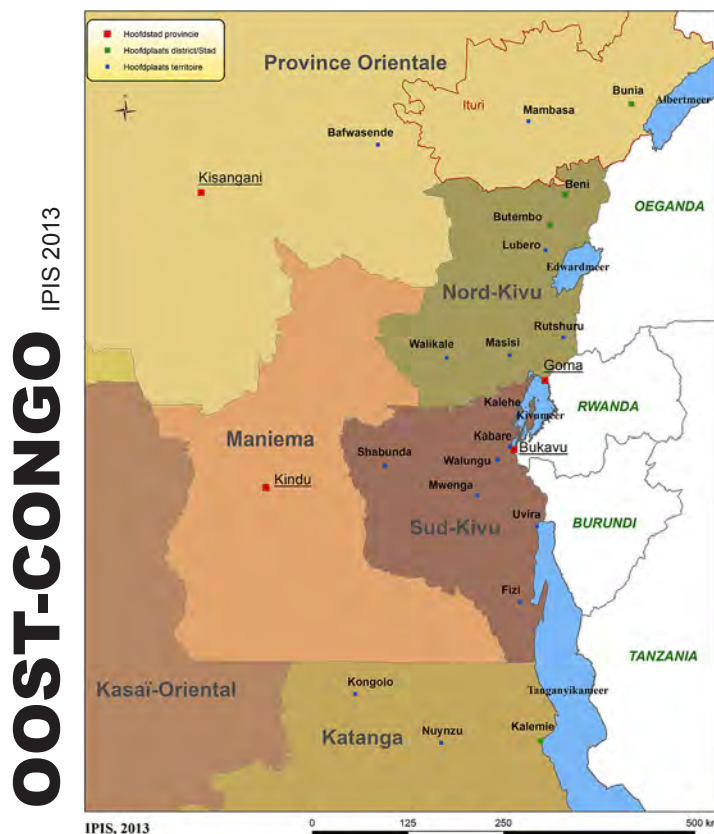 OOST-CONGO IPIS 2013
Hoofdstad provincie
Hoofdplaats district/Stad
Hoofdplaats territoire
Province Orientale
Ituri
Bunia
Albertmeer
Mambasa
Bafwasende
Kisangani
Beni
OEGANDA
Butembo
Lubero
Edwardmeer
Nord-Kivu
Rutshuru
Walikale
Masisi
Goma
Kalehe
Kivumeer
RWANDA
Maniema
Kabare
Bukavu
Shabunda
Walungu
Kindu
Mwenga
Uvira
Sud-Kivu
BURUNDI
Fizi
TANZANIA
Kasaï-Oriental
Kongolo
Tanganyikameer
Katanga
Nuynzu
Kalemie
IPIS, 2013
0 125 250 500 km